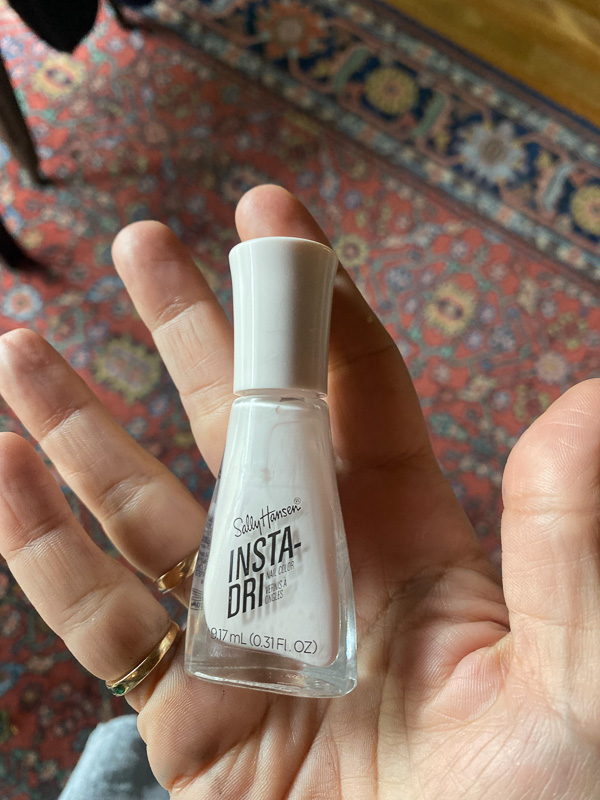 Sally Hansen®
INSTA-
DRI
NAIL COLOR
VERNIS À
ONGLES
9.17 mL (0.31 FL. OZ)